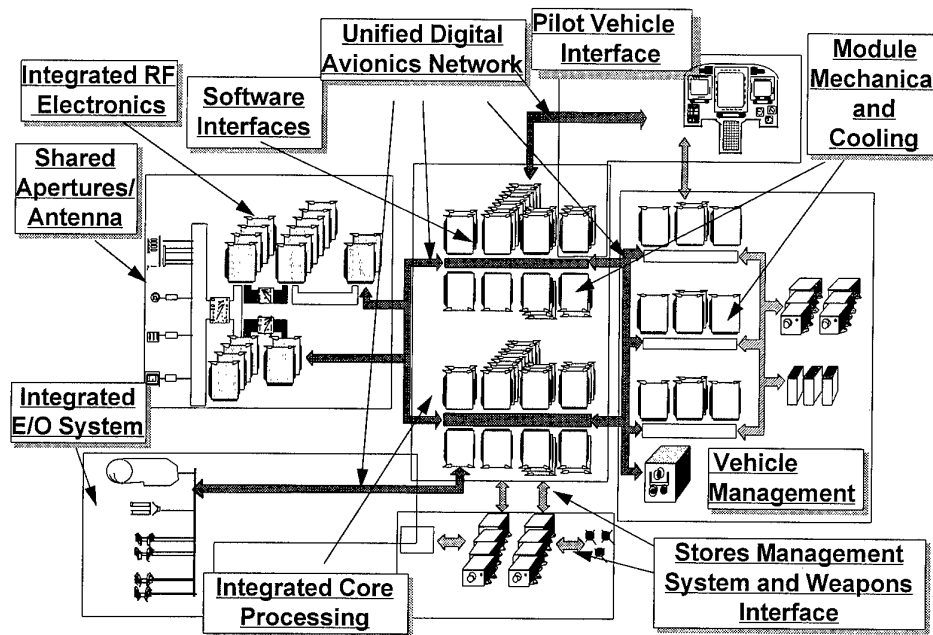 Unified Digital
Avionics Network
Pilot Vehicle
Interface
Module
Mechanica
and
Cooling
Integrated RF
Electronics
Software
Interfaces
Shared
Apertures/
Antenna
Integrated
E/O System
Vehicle
Management
Integrated Core
Processing
Stores Management
System and Weapons
Interface